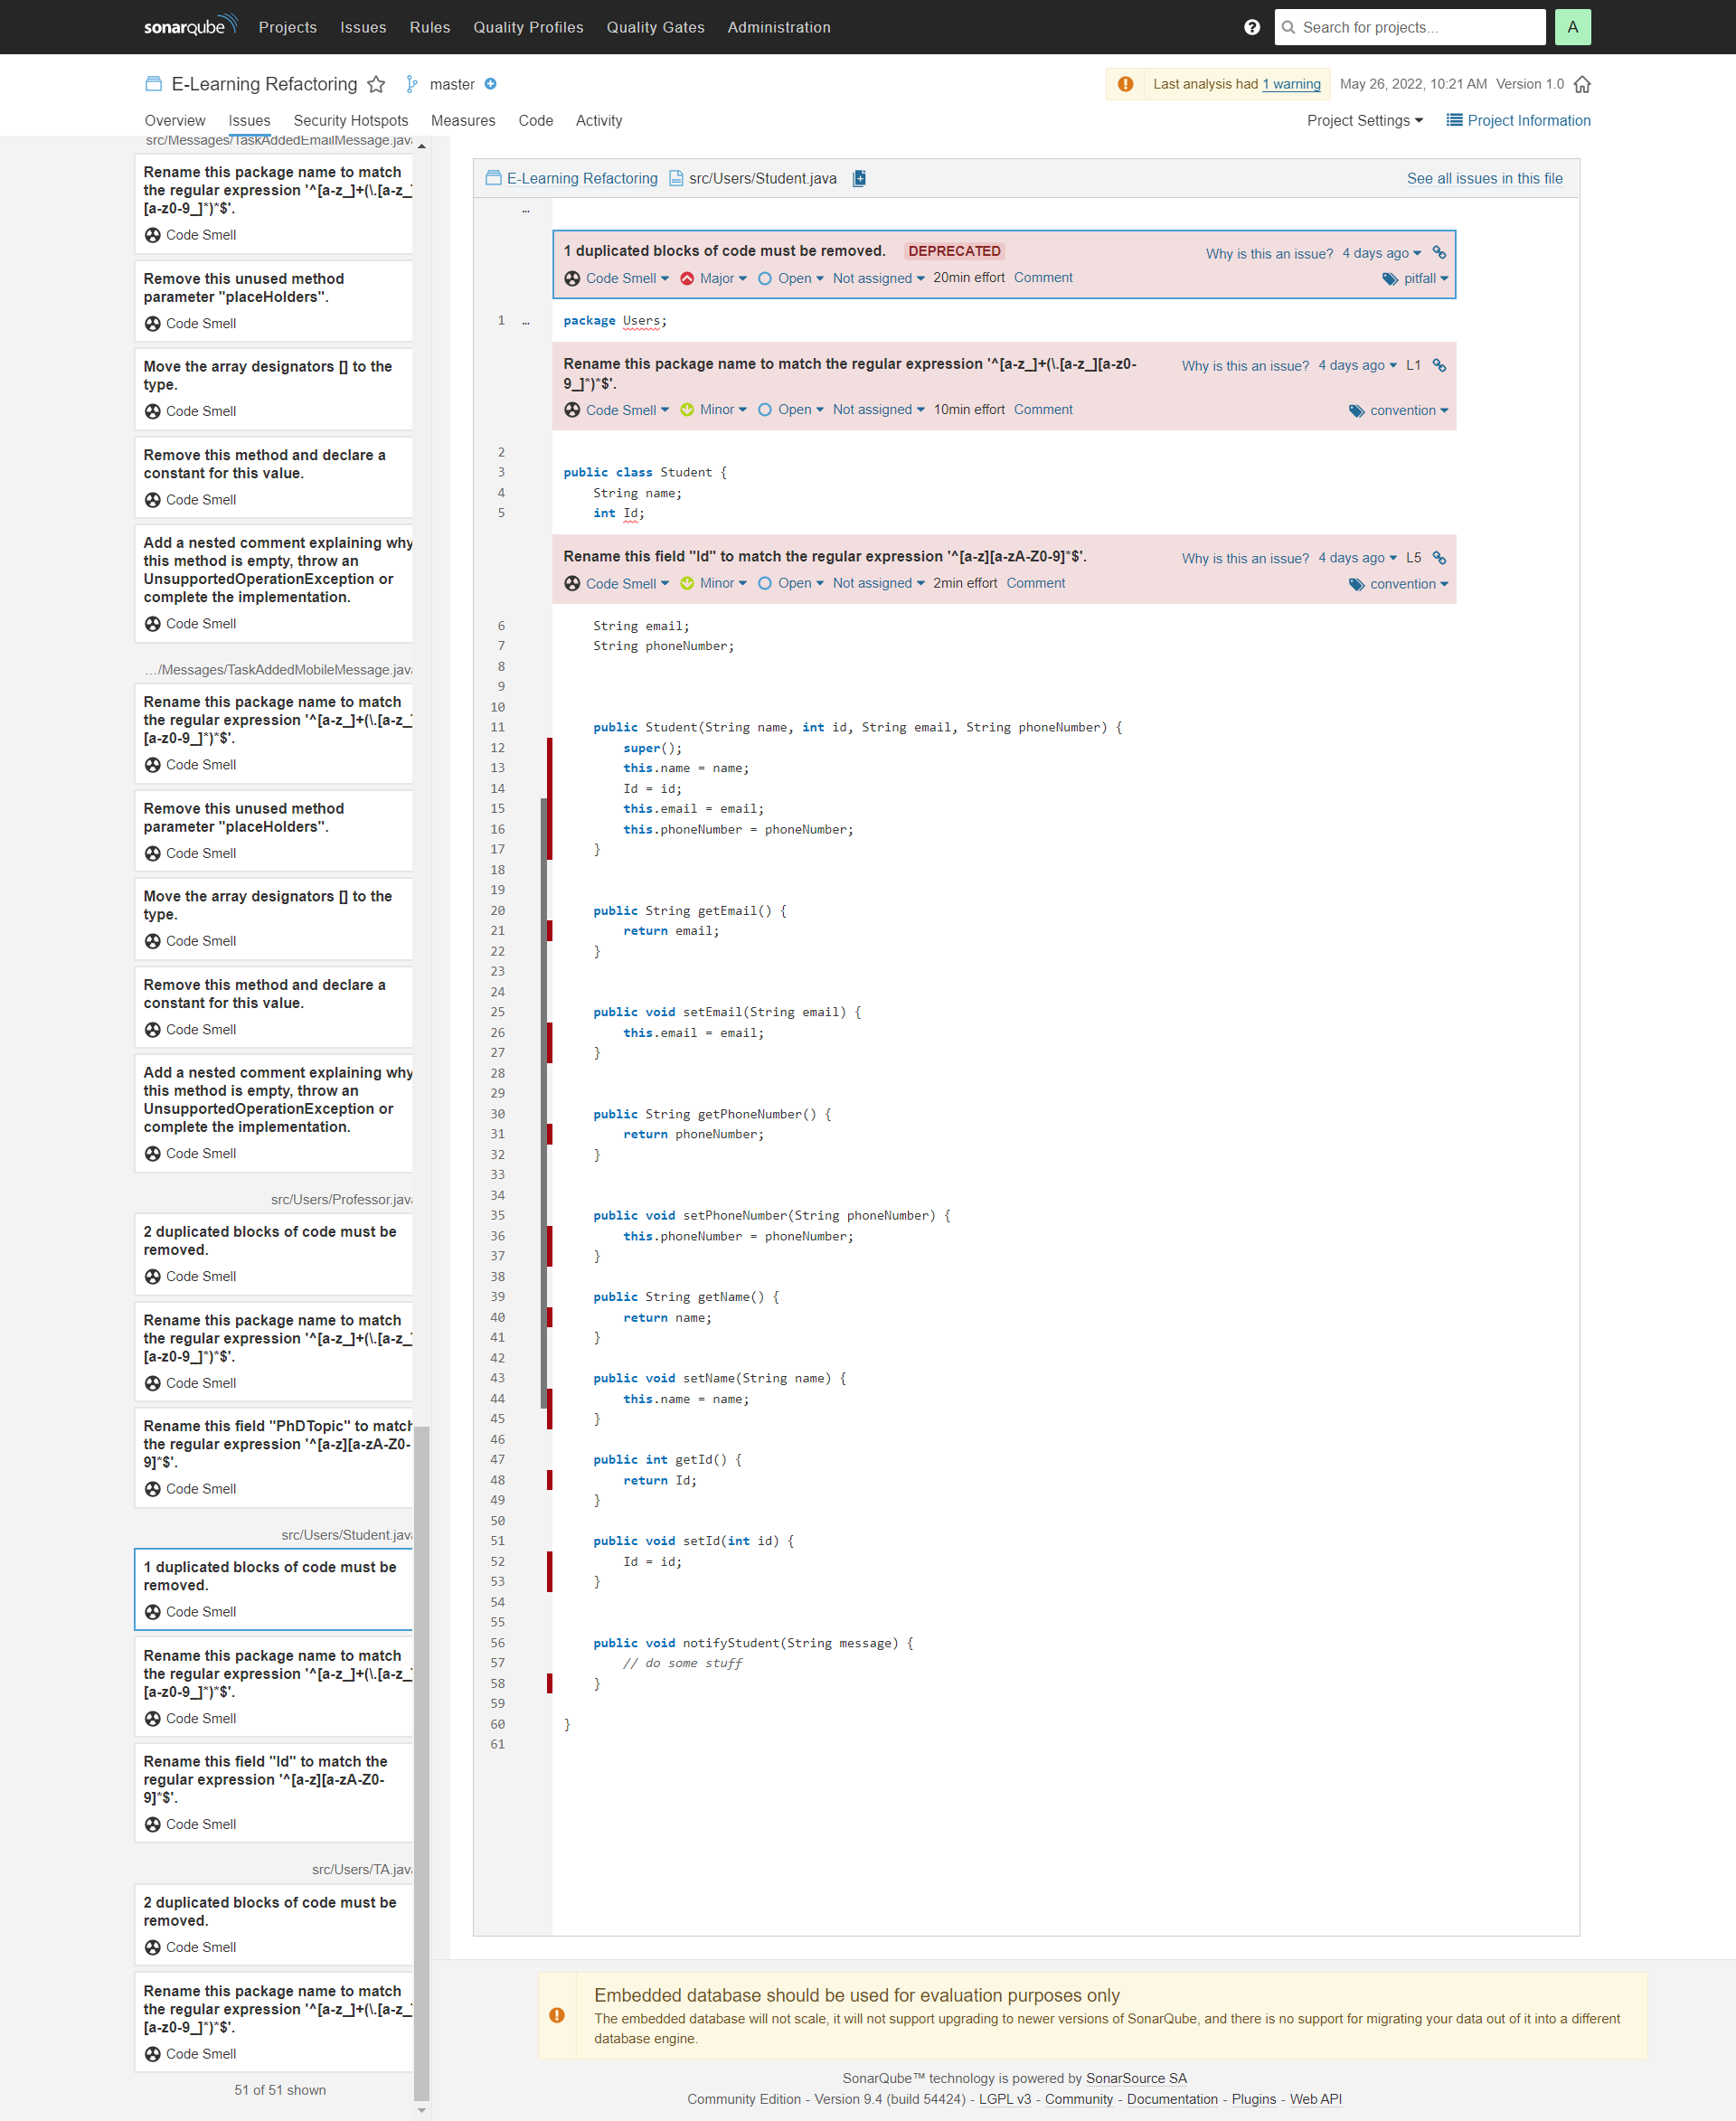 sonarqube Projects Issues Rules Quality Profiles Quality Gates Administration Search for projects... A
E-Learning Refactoring master Last analysis had 1 warning May 26, 2022, 10:21 AM Version 1.0
Overview Issues Security Hotspots Measures Code Activity Project Settings Project Information
src/Messages/TaskAddedEmailMessage.java
Rename this package name to match
the regular expression '^[a-z_]+(\.[a-z_]
[a-z0-9_]*)*$'.
Code Smell
Remove this unused method
parameter "placeHolders".
Code Smell
Move the array designators [] to the
type.
Code Smell
Remove this method and declare a
constant for this value.
Code Smell
Add a nested comment explaining why
this method is empty, throw an
UnsupportedOperationException or
complete the implementation.
Code Smell
…/Messages/TaskAddedMobileMessage.java
Rename this package name to match
the regular expression '^[a-z_]+(\.[a-z_]
[a-z0-9_]*)*$'.
Code Smell
Remove this unused method
parameter "placeHolders".
Code Smell
Move the array designators [] to the
type.
Code Smell
Remove this method and declare a
constant for this value.
Code Smell
Add a nested comment explaining why
this method is empty, throw an
UnsupportedOperationException or
complete the implementation.
Code Smell
src/Users/Professor.java
2 duplicated blocks of code must be
removed.
Code Smell
Rename this package name to match
the regular expression '^[a-z_]+(\.[a-z_]
[a-z0-9_]*)*$'.
Code Smell
Rename this field "PhDTopic" to match
the regular expression '^[a-z][a-zA-Z0-
9]*$'.
Code Smell
src/Users/Student.java
1 duplicated blocks of code must be
removed.
Code Smell
Rename this package name to match
the regular expression '^[a-z_]+(\.[a-z_]
[a-z0-9_]*)*$'.
Code Smell
Rename this field "Id" to match the
regular expression '^[a-z][a-zA-Z0-
9]*$'.
Code Smell
src/Users/TA.java
2 duplicated blocks of code must be
removed.
Code Smell
Rename this package name to match
the regular expression '^[a-z_]+(\.[a-z_]
[a-z0-9_]*)*$'.
Code Smell
51 of 51 shown
E-Learning Refactoring src/Users/Student.java See all issues in this file
…
1 duplicated blocks of code must be removed. DEPRECATED Why is this an issue? 4 days ago
Code Smell Major Open Not assigned 20min effort Comment pitfall
1 … package Users;
Rename this package name to match the regular expression '^[a-z_]+(\.[a-z_][a-z0- Why is this an issue? 4 days ago L1
9_]*)*$'.
Code Smell Minor Open Not assigned 10min effort Comment convention
2
3 public class Student {
4 String name;
5 int Id;
Rename this field "Id" to match the regular expression '^[a-z][a-zA-Z0-9]*$'. Why is this an issue? 4 days ago L5
Code Smell Minor Open Not assigned 2min effort Comment convention
6 String email;
7 String phoneNumber;
8
9
10
11 public Student(String name, int id, String email, String phoneNumber) {
12 super();
13 this.name = name;
14 Id = id;
15 this.email = email;
16 this.phoneNumber = phoneNumber;
17 }
18
19
20 public String getEmail() {
21 return email;
22 }
23
24
25 public void setEmail(String email) {
26 this.email = email;
27 }
28
29
30 public String getPhoneNumber() {
31 return phoneNumber;
32 }
33
34
35 public void setPhoneNumber(String phoneNumber) {
36 this.phoneNumber = phoneNumber;
37 }
38
39 public String getName() {
40 return name;
41 }
42
43 public void setName(String name) {
44 this.name = name;
45 }
46
47 public int getId() {
48 return Id;
49 }
50
51 public void setId(int id) {
52 Id = id;
53 }
54
55
56 public void notifyStudent(String message) {
57 // do some stuff
58 }
59
60 }
61
Embedded database should be used for evaluation purposes only
The embedded database will not scale, it will not support upgrading to newer versions of SonarQube, and there is no support for migrating your data out of it into a different
database engine.
SonarQube™ technology is powered by SonarSource SA
Community Edition - Version 9.4 (build 54424) - LGPL v3 - Community - Documentation - Plugins - Web API